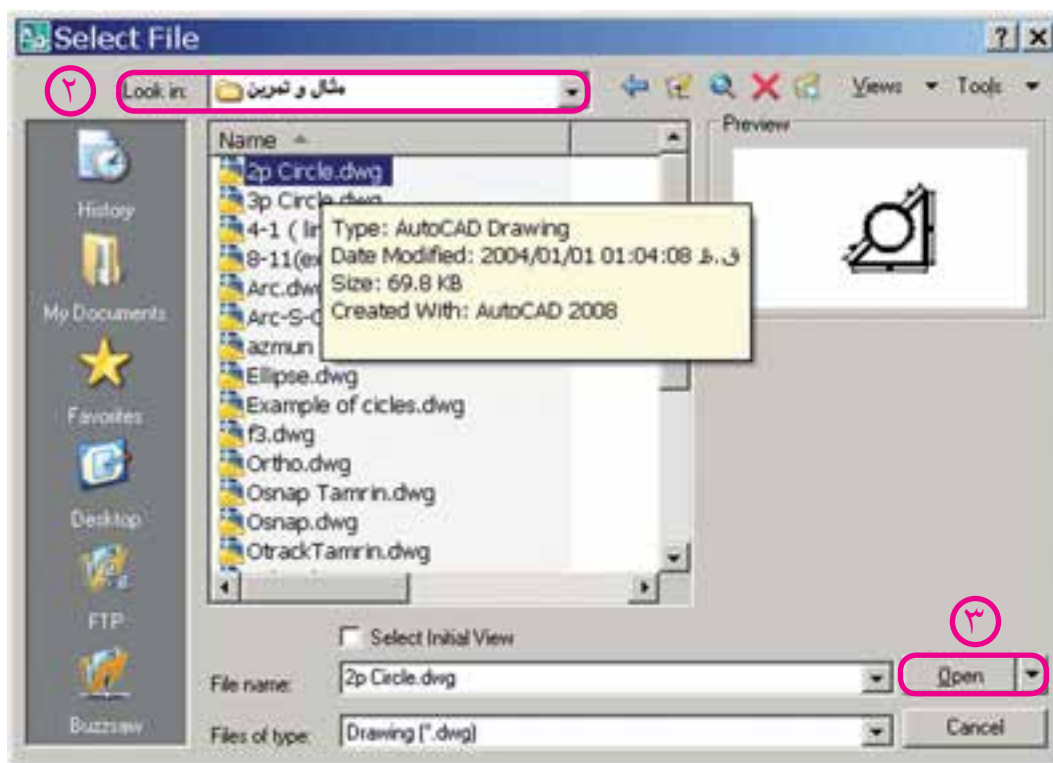 Select File
۲
Look in:
مثال و تمرین
Views
Tools
History
My Documents
Favorites
Desktop
FTP
Buzzsaw
Name
2p Circle.dwg
3p Circle.dwg
4-1 ( lin
8-11(ex
Arc.dw
Arc-S-C
azmun
Ellipse.dwg
Example of cicles.dwg
f3.dwg
Ortho.dwg
Osnap Tamrin.dwg
Osnap.dwg
OtrackTamrin.dwg
Type: AutoCAD Drawing
Date Modified: 2004/01/01 01:04:08 ق.ظ
Size: 69.8 KB
Created With: AutoCAD 2008
Preview
Select Initial View
۳
File name:
2p Circle.dwg
Open
Files of type:
Drawing (*.dwg)
Cancel